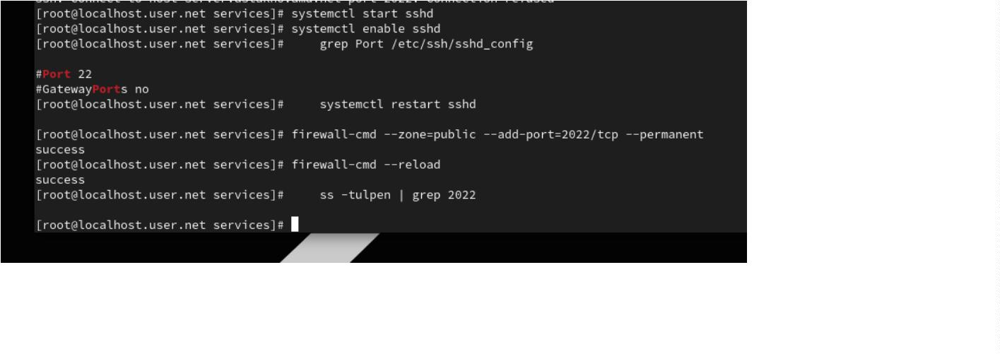 [root@localhost.user.net services]# systemctl start sshd
[root@localhost.user.net services]# systemctl enable sshd
[root@localhost.user.net services]#     grep Port /etc/ssh/sshd_config
#Port 22
#GatewayPorts no
[root@localhost.user.net services]#     systemctl restart sshd
[root@localhost.user.net services]# firewall-cmd --zone=public --add-port=2022/tcp --permanent
success
[root@localhost.user.net services]# firewall-cmd --reload
success
[root@localhost.user.net services]#     ss -tulpen | grep 2022
[root@localhost.user.net services]#